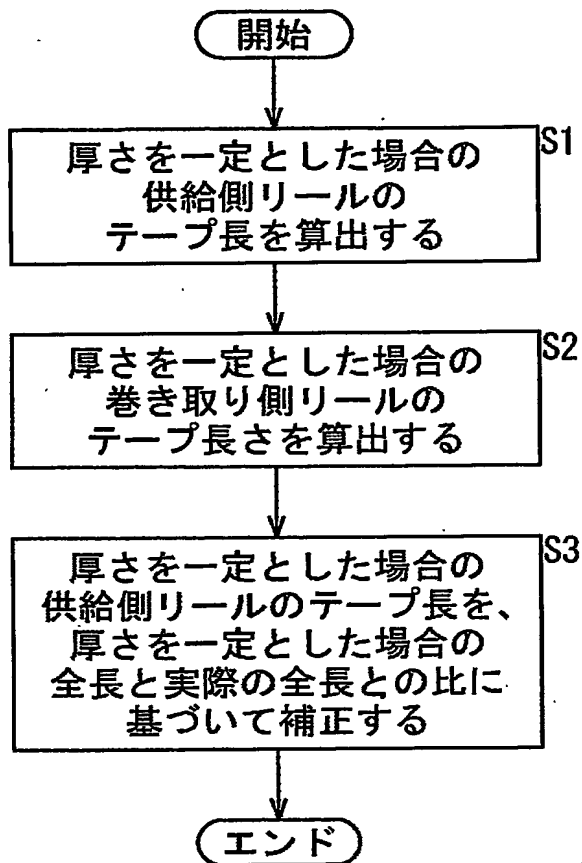 開始
S1
厚さを一定とした場合の
供給側リールの
テープ長を算出する
S2
厚さを一定とした場合の
巻き取り側リールの
テープ長さを算出する
S3
厚さを一定とした場合の
供給側リールのテープ長を、
厚さを一定とした場合の
全長と実際の全長との比に
基づいて補正する
エンド